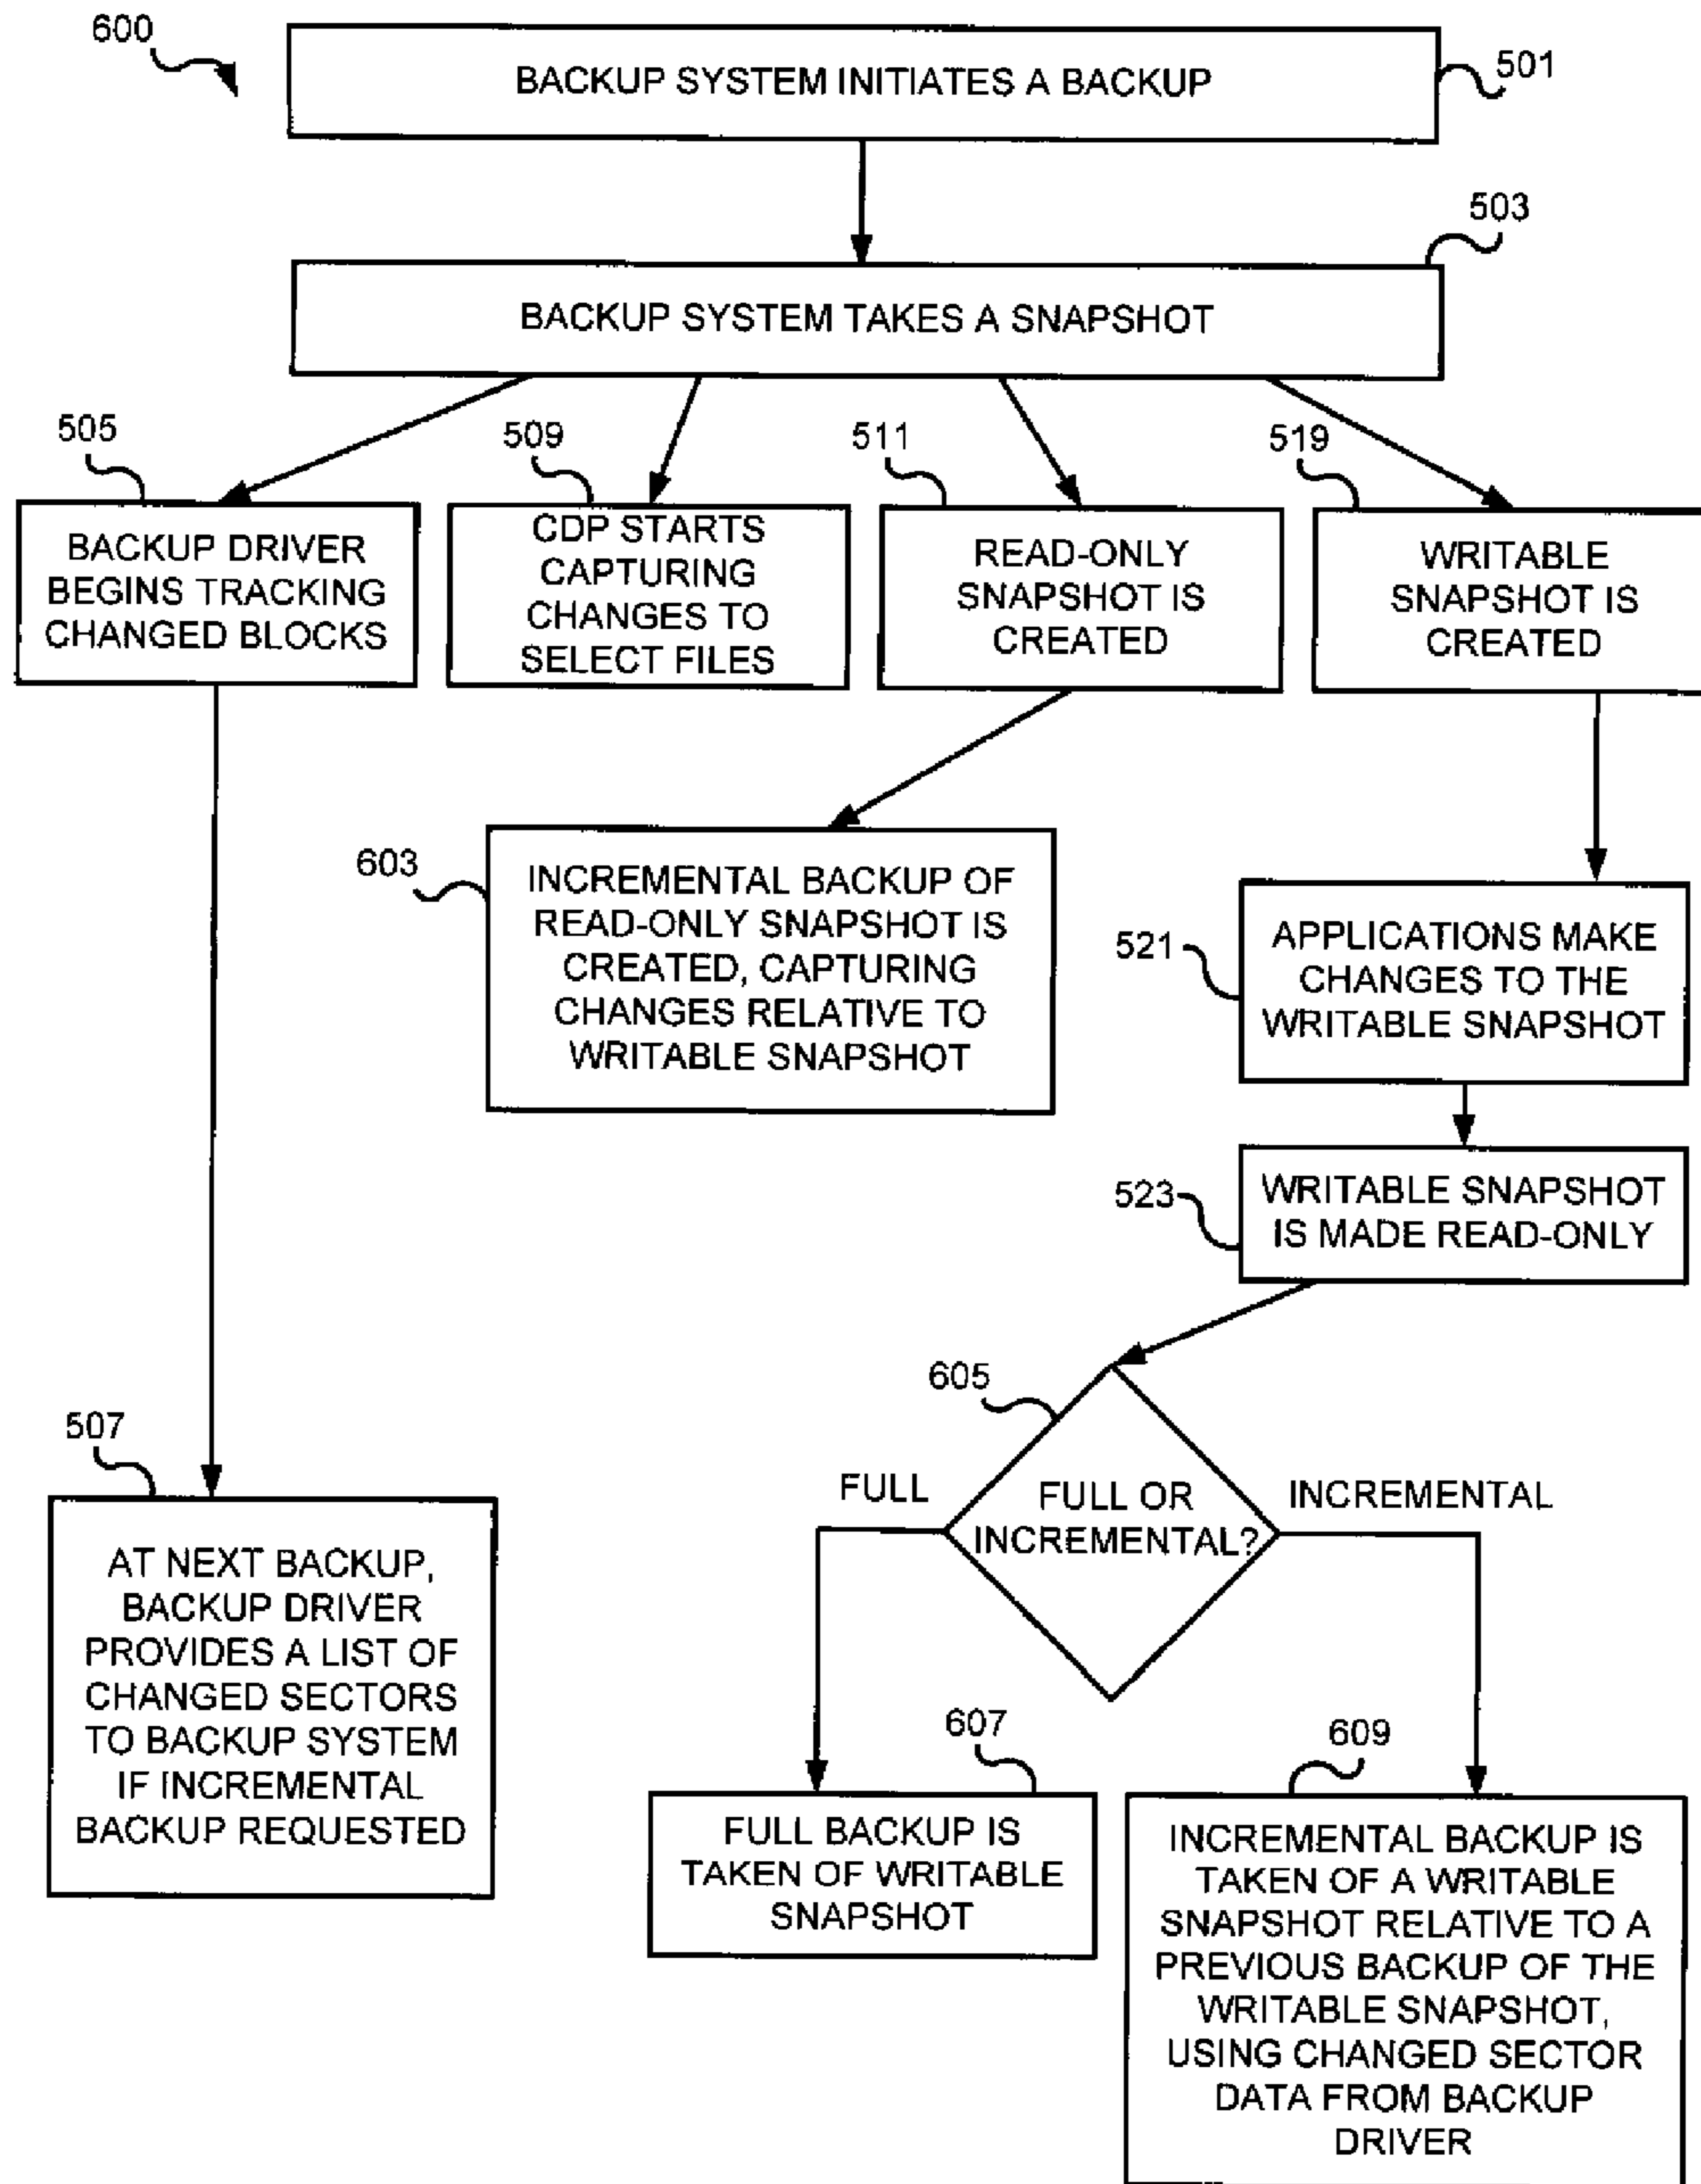 600
BACKUP SYSTEM INITIATES A BACKUP
501
503
BACKUP SYSTEM TAKES A SNAPSHOT
505
BACKUP DRIVER
BEGINS TRACKING
CHANGED BLOCKS
509
CDP STARTS
CAPTURING
CHANGES TO
SELECT FILES
511
READ-ONLY
SNAPSHOT IS
CREATED
519
WRITABLE
SNAPSHOT IS
CREATED
603
INCREMENTAL BACKUP OF
READ-ONLY SNAPSHOT IS
CREATED, CAPTURING
CHANGES RELATIVE TO
WRITABLE SNAPSHOT
521
APPLICATIONS MAKE
CHANGES TO THE
WRITABLE SNAPSHOT
523
WRITABLE SNAPSHOT
IS MADE READ-ONLY
605
FULL OR
INCREMENTAL?
FULL
INCREMENTAL
507
AT NEXT BACKUP,
BACKUP DRIVER
PROVIDES A LIST OF
CHANGED SECTORS
TO BACKUP SYSTEM
IF INCREMENTAL
BACKUP REQUESTED
607
FULL BACKUP IS
TAKEN OF WRITABLE
SNAPSHOT
609
INCREMENTAL BACKUP IS
TAKEN OF A WRITABLE
SNAPSHOT RELATIVE TO A
PREVIOUS BACKUP OF THE
WRITABLE SNAPSHOT,
USING CHANGED SECTOR
DATA FROM BACKUP
DRIVER